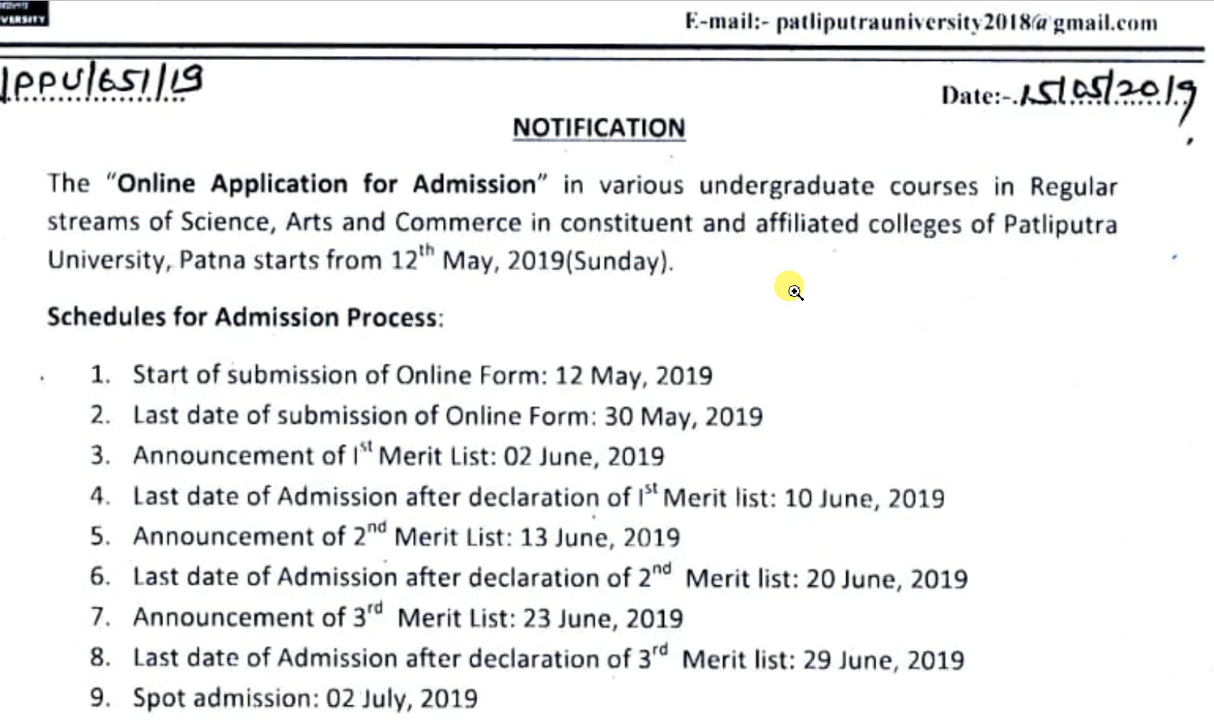 VERSITY
E-mail:- patliputrauniversity2018@gmail.com
PPU/651/19
Date:- 15/05/2019
NOTIFICATION
The “Online Application for Admission” in various undergraduate courses in Regular
streams of Science, Arts and Commerce in constituent and affiliated colleges of Patliputra
University, Patna starts from 12th May, 2019(Sunday).
Schedules for Admission Process:
1. Start of submission of Online Form: 12 May, 2019
2. Last date of submission of Online Form: 30 May, 2019
3. Announcement of Ist Merit List: 02 June, 2019
4. Last date of Admission after declaration of Ist Merit list: 10 June, 2019
5. Announcement of 2nd Merit List: 13 June, 2019
6. Last date of Admission after declaration of 2nd Merit list: 20 June, 2019
7. Announcement of 3rd Merit List: 23 June, 2019
8. Last date of Admission after declaration of 3rd Merit list: 29 June, 2019
9. Spot admission: 02 July, 2019